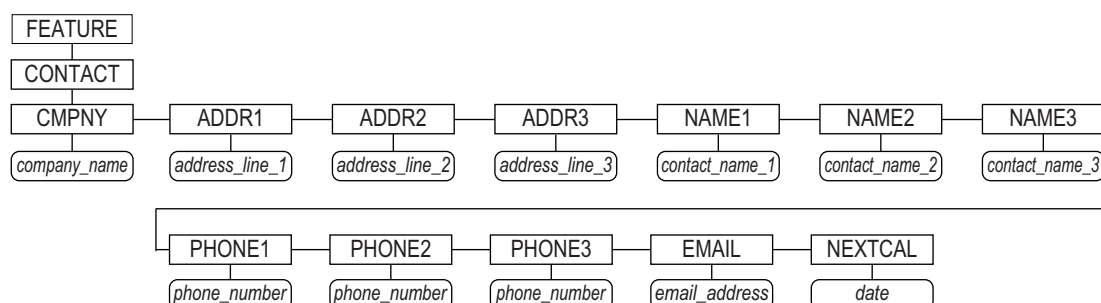 FEATURE
CONTACT
CMPNY ADDR1 ADDR2 ADDR3 NAME1 NAME2 NAME3
company_name address_line_1 address_line_2 address_line_3 contact_name_1 contact_name_2 contact_name_3
PHONE1 PHONE2 PHONE3 EMAIL NEXTCAL
phone_number phone_number phone_number email_address date